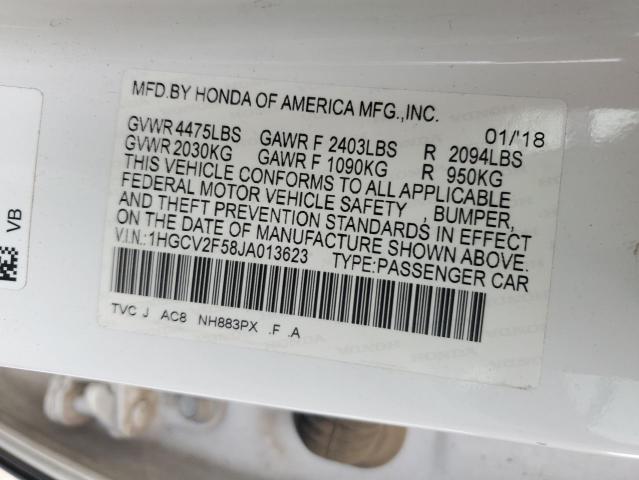 MFD.BY HONDA OF AMERICA MFG.,INC.
01/'18
GVWR 4475LBS GAWR F 2403LBS R 2094LBS
GVWR 2030KG GAWR F 1090KG R 950KG
THIS VEHICLE CONFORMS TO ALL APPLICABLE
FEDERAL MOTOR VEHICLE SAFETY , BUMPER,
AND THEFT PREVENTION STANDARDS IN EFFECT
ON THE DATE OF MANUFACTURE SHOWN ABOVE.
V.I.N.:1HGCV2F58JA013623 TYPE:PASSENGER CAR
TVC J AC8 NH883PX .F .A
VB